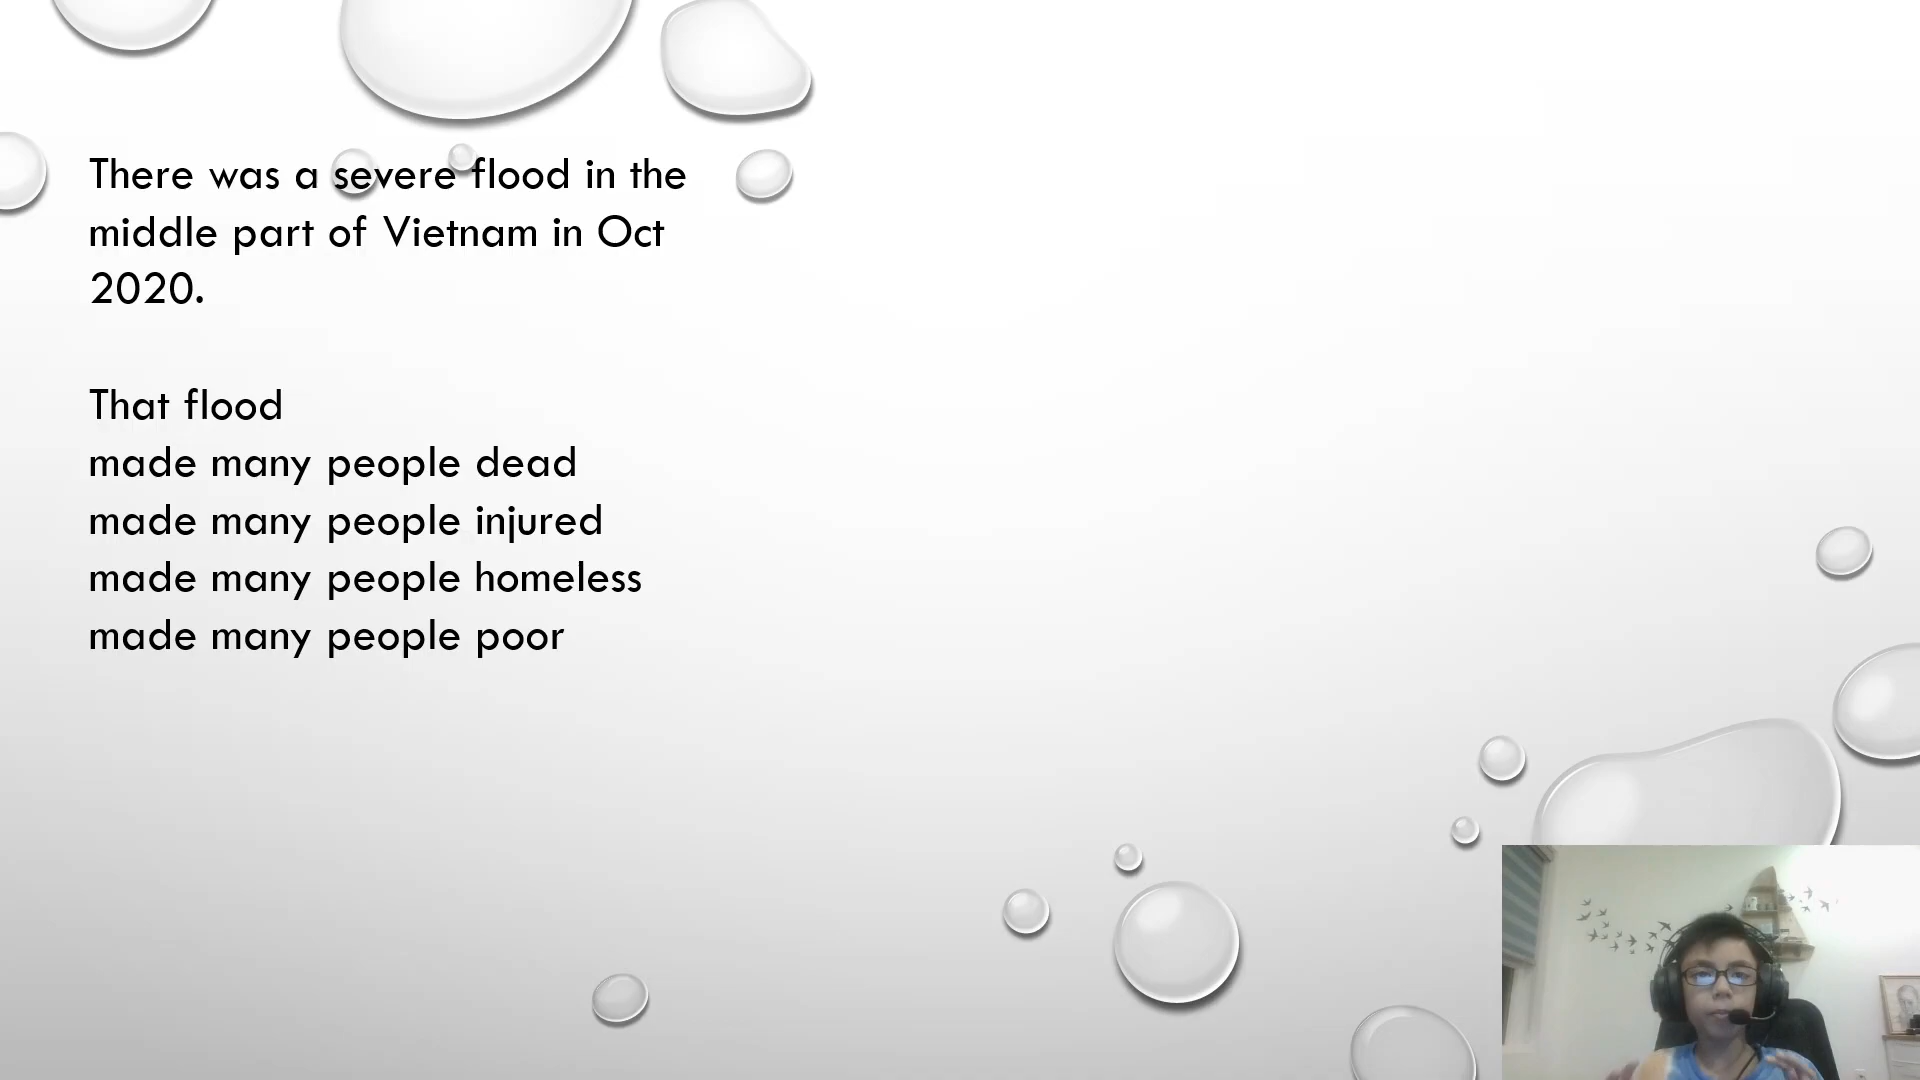 There was a severe flood in the
middle part of Vietnam in Oct
2020.
That flood
made many people dead
made many people injured
made many people homeless
made many people poor